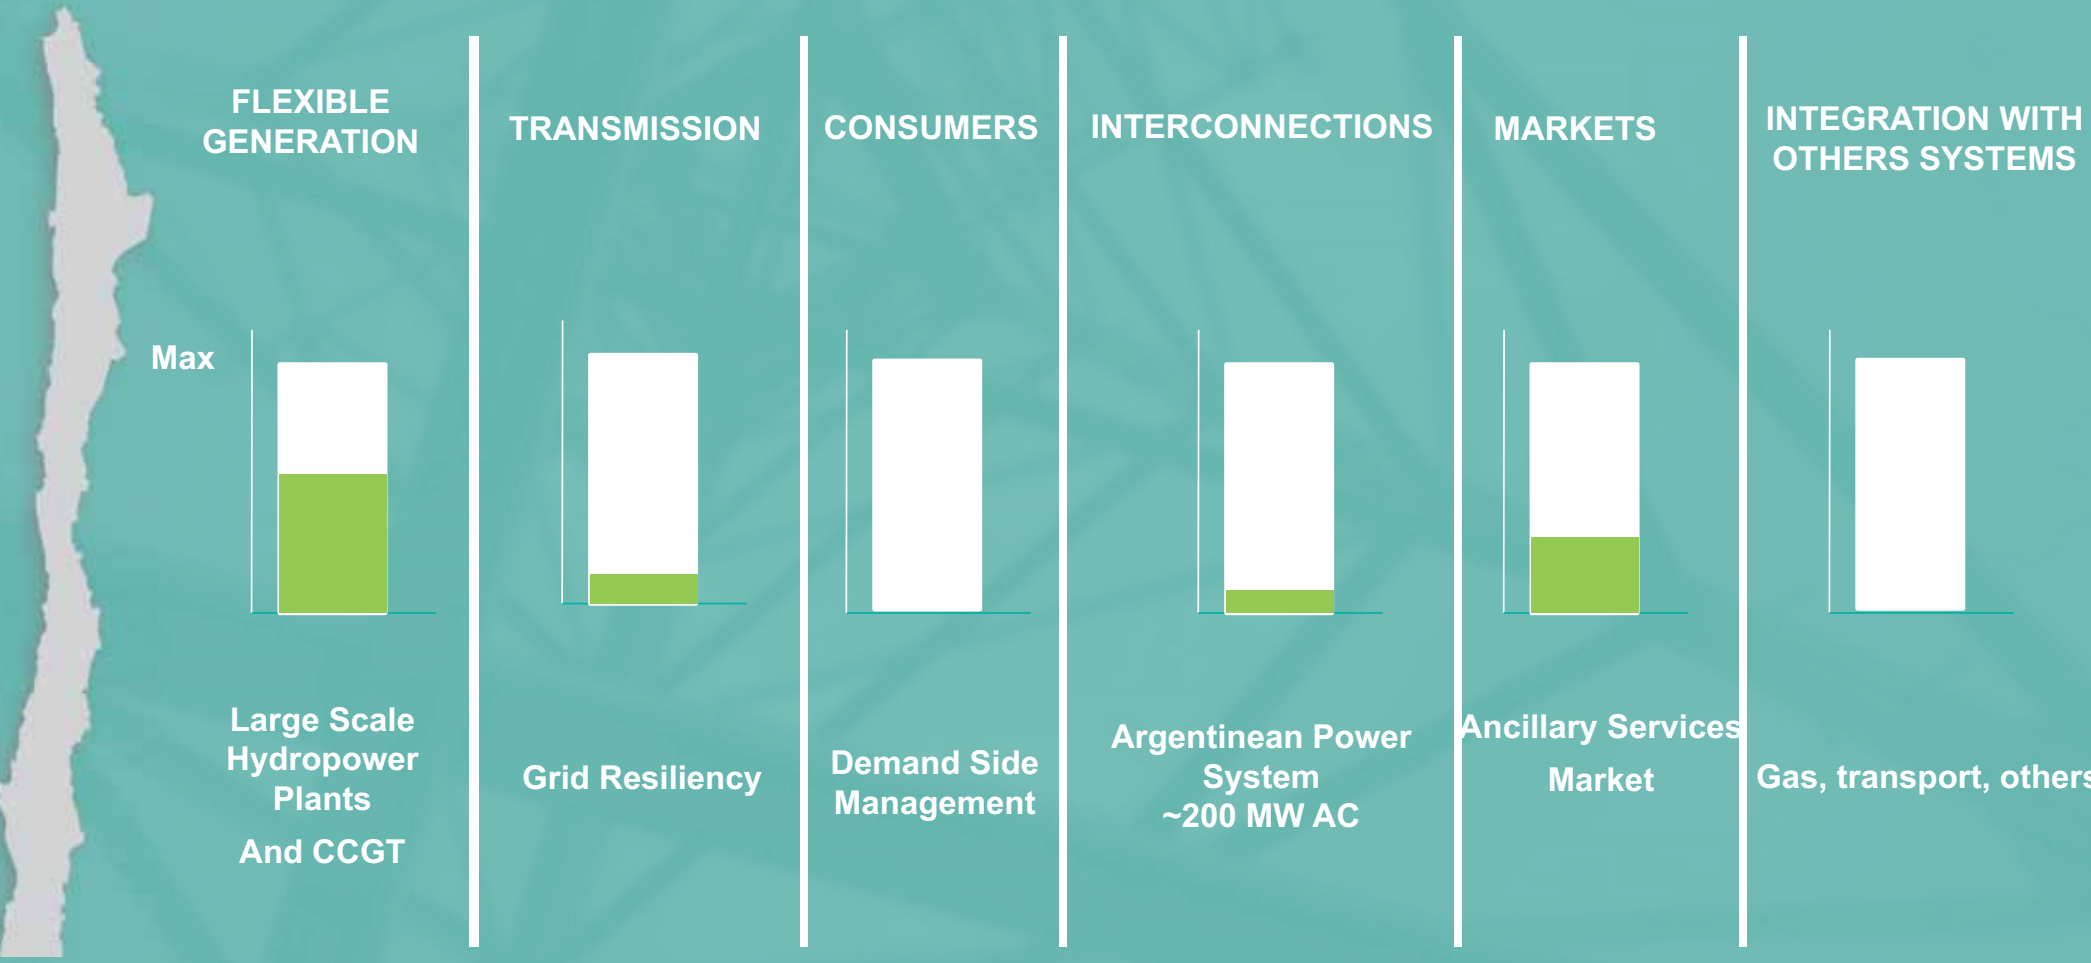 FLEXIBLE
GENERATION
TRANSMISSION
CONSUMERS
INTERCONNECTIONS
MARKETS
INTEGRATION WITH
OTHERS SYSTEMS
Max
Large Scale
Hydropower
Plants
And CCGT
Grid Resiliency
Demand Side
Management
Argentinean Power
System
~200 MW AC
Ancillary Services
Market
Gas, transport, others